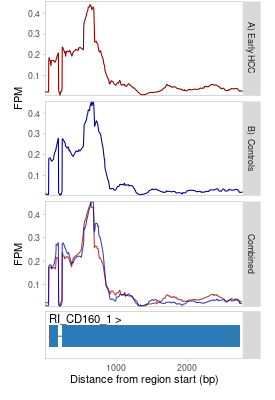 0.4
0.3
0.2
0.1
FPM
A) Early HCC
0.4
0.3
0.2
0.1
FPM
B) Controls
0.4
0.3
0.2
0.1
FPM
Combined
RI_CD160_1 >
1000
2000
Distance from region start (bp)